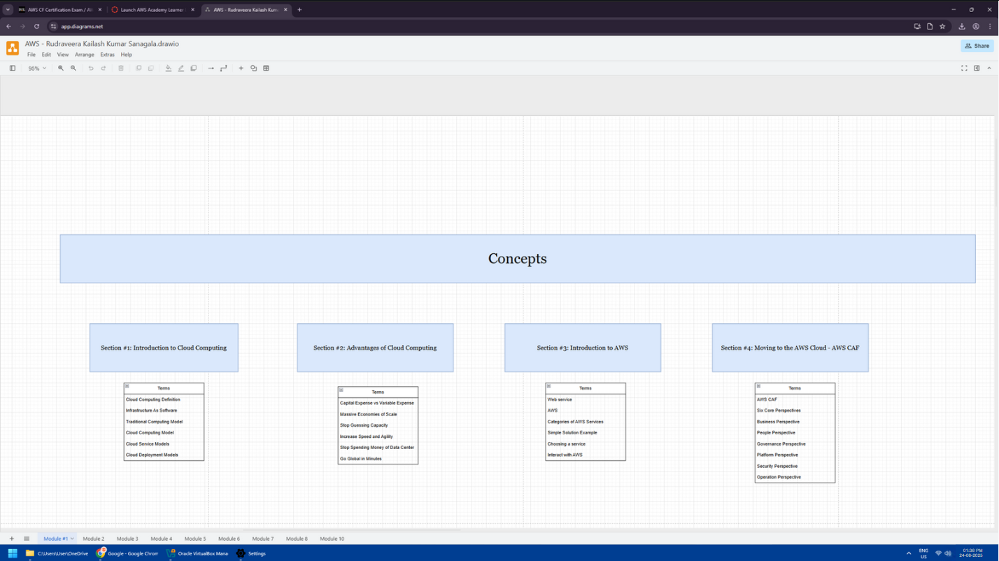 AWS CF Certification Exam / AW
Launch AWS Academy Learner
AWS - Rudraveera Kailash Kum
app.diagrams.net
AWS - Rudraveera Kailash Kumar Sanagala.drawio
File Edit View Arrange Extras Help
Share
95%
Concepts
Section #1: Introduction to Cloud Computing
Section #2: Advantages of Cloud Computing
Section #3: Introduction to AWS
Section #4: Moving to the AWS Cloud - AWS CAF
Terms
Cloud Computing Definition
Infrastructure As Software
Traditional Computing Model
Cloud Computing Model
Cloud Service Models
Cloud Deployment Models
Terms
Capital Expense vs Variable Expense
Massive Economies of Scale
Stop Guessing Capacity
Increase Speed and Agility
Stop Spending Money of Data Center
Go Global in Minutes
Terms
Web service
AWS
Categories of AWS Services
Simple Solution Example
Choosing a service
Interact with AWS
Terms
AWS CAF
Six Core Perspectives
Business Perspective
People Perspective
Governance Perspective
Platform Perspective
Security Perspective
Operation Perspective
Module #1 Module 2 Module 3 Module 4 Module 5 Module 6 Module 7 Module 8 Module 10
C:\Users\User\OneDrive
Google - Google Chrom
Oracle VirtualBox Mana
Settings
ENG
US
01:36 PM
24-06-2025